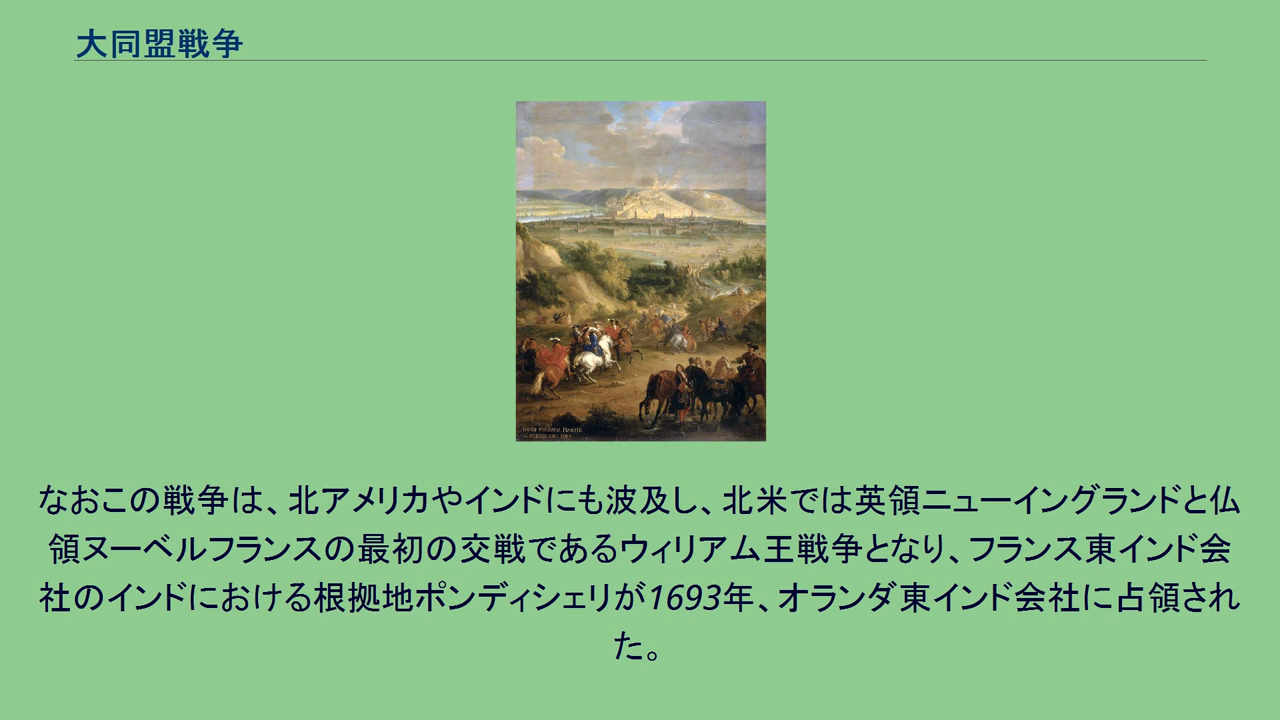 大同盟戦争
なおこの戦争は、北アメリカやインドにも波及し、北米では英領ニューイングランドと仏
領ヌーベルフランスの最初の交戦であるウィリアム王戦争となり、フランス東インド会
社のインドにおける根拠地ポンディシェリが1693年、オランダ東インド会社に占領され
た。